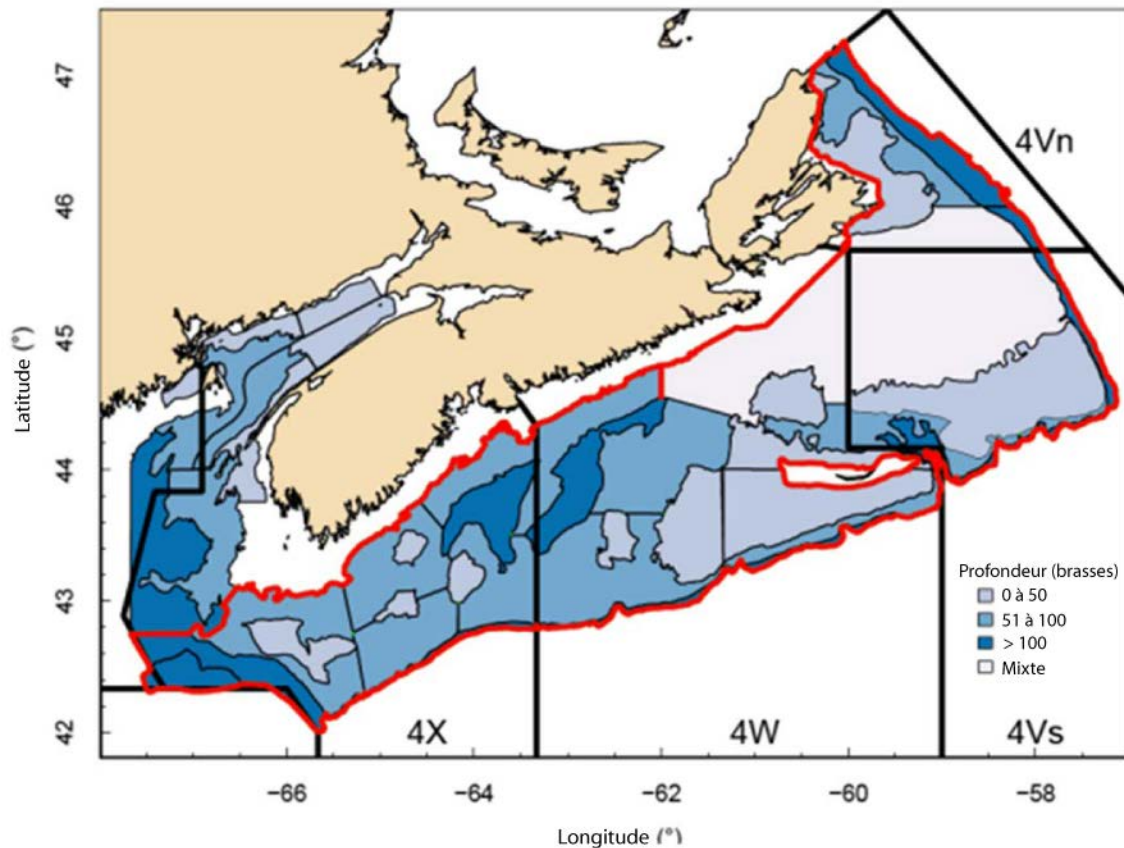 47
46
45
44
43
42
Latitude (°)
4Vn
4X
4W
4Vs
Profondeur (brasses)
0 à 50
51 à 100
> 100
Mixte
−66
−64
−62
−60
−58
Longitude (°)